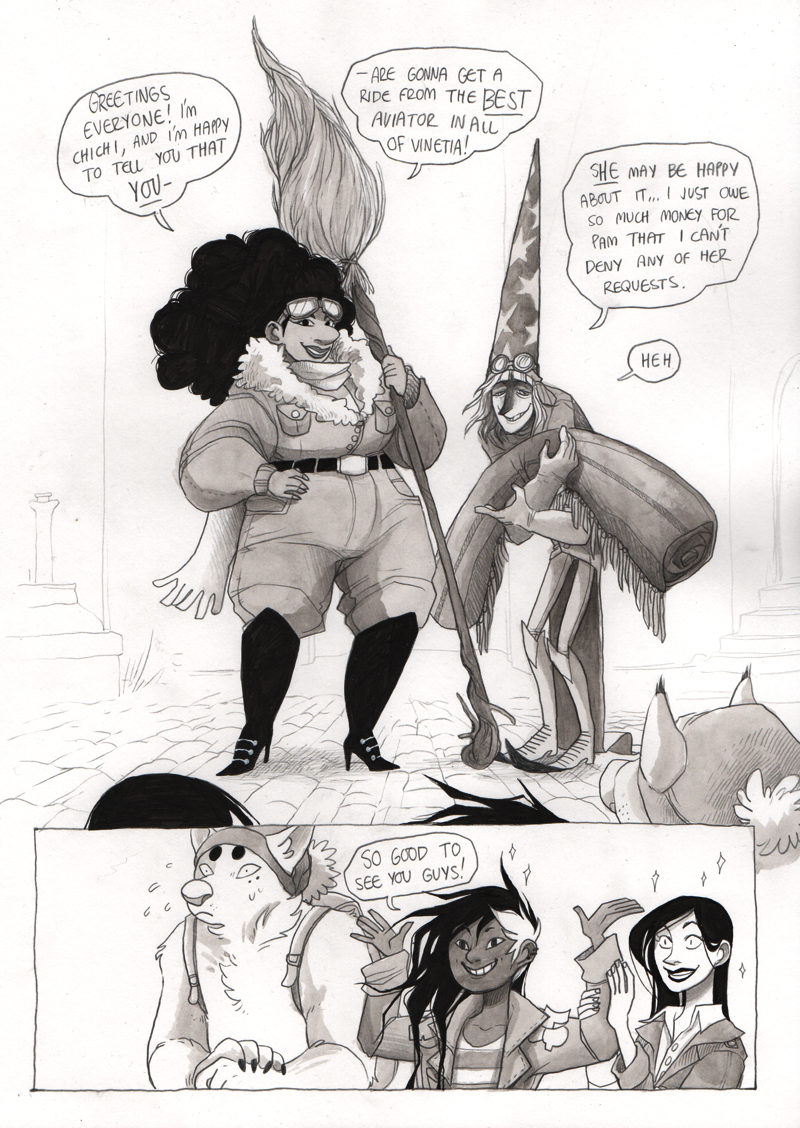 GREETINGS
EVERYONE! I'M
CHICHI, AND I'M HAPPY
TO TELL YOU THAT
YOU-
-ARE GONNA GET A
RIDE FROM THE BEST
AVIATOR IN ALL
OF VINETIA!
SHE MAY BE HAPPY
ABOUT IT... I JUST OWE
SO MUCH MONEY FOR
PAM THAT I CAN'T
DENY ANY OF HER
REQUESTS.
HEH
SO GOOD TO
SEE YOU GUYS!